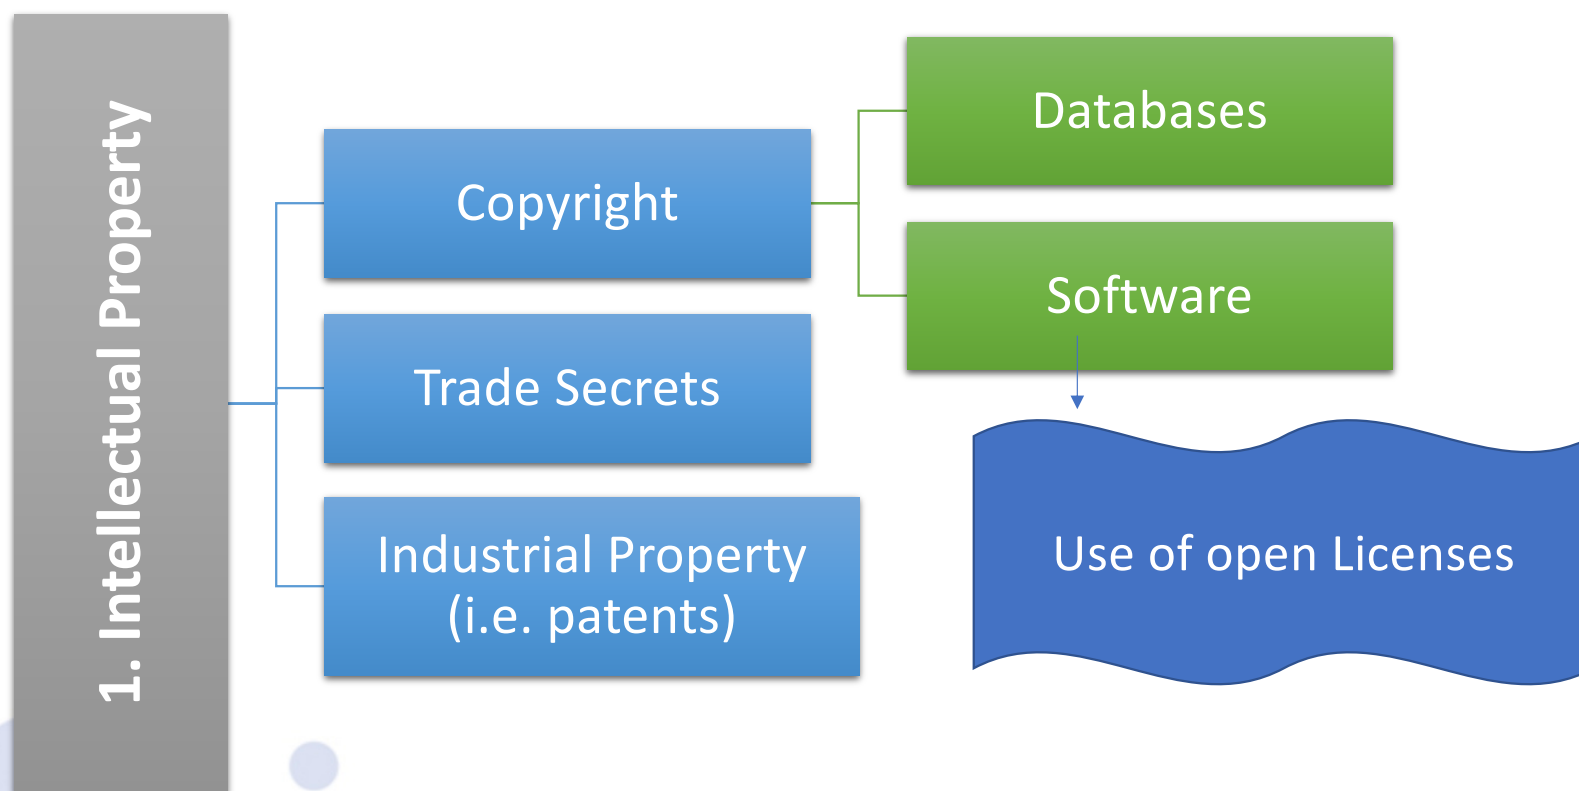 1. Intellectual Property
Copyright
Trade Secrets
Industrial Property
(i.e. patents)
Databases
Software
Use of open Licenses